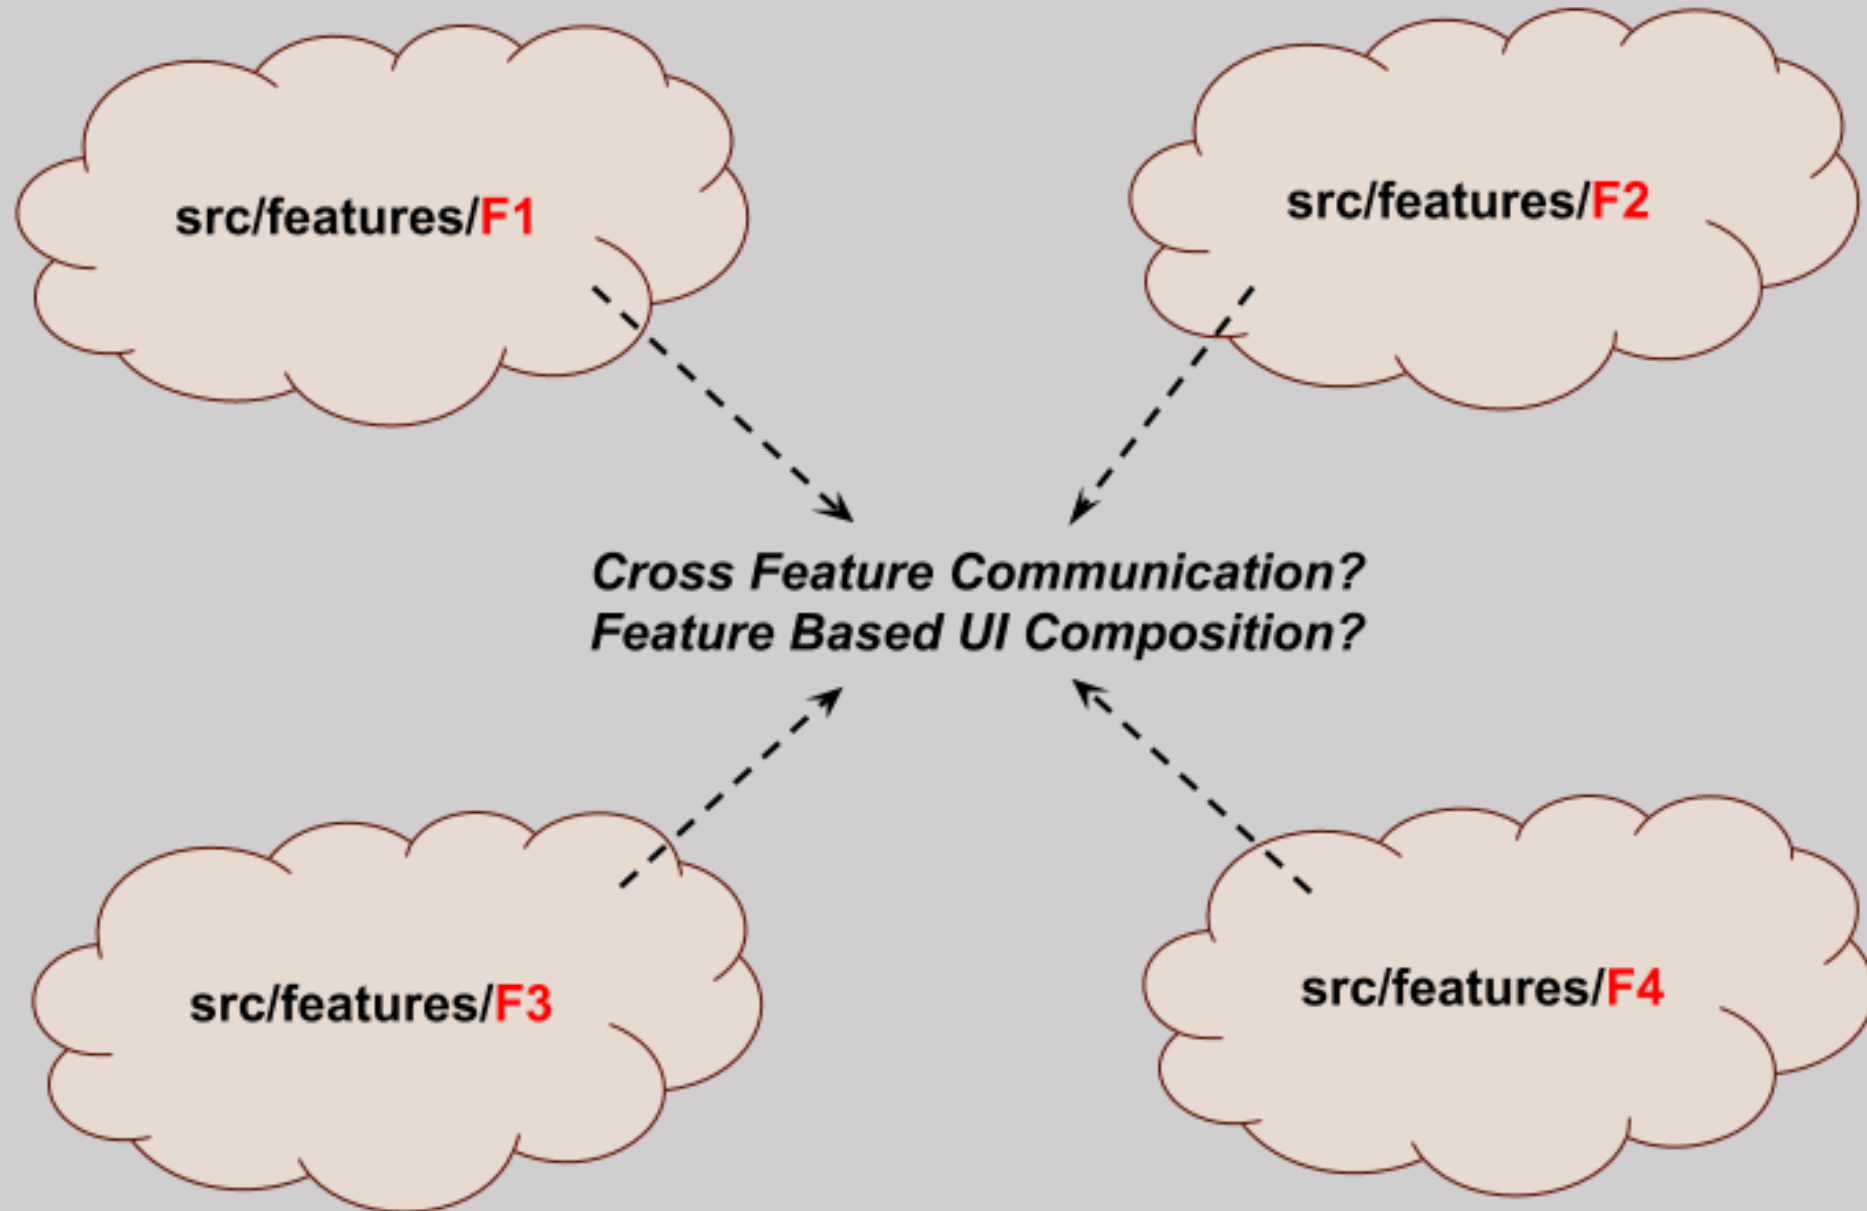 src/features/F1
src/features/F2
Cross Feature Communication?
Feature Based UI Composition?
src/features/F3
src/features/F4